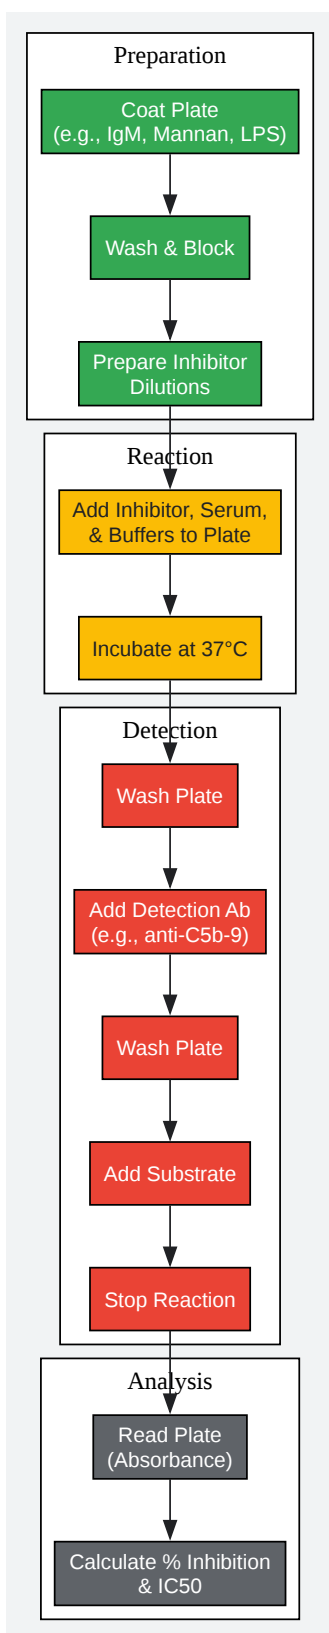 Preparation
Coat Plate
(e.g., IgM, Mannan, LPS)
Wash & Block
Prepare Inhibitor
Dilutions
Reaction
Add Inhibitor, Serum,
& Buffers to Plate
Incubate at 37°C
Detection
Wash Plate
Add Detection Ab
(e.g., anti-C5b-9)
Wash Plate
Add Substrate
Stop Reaction
Analysis
Read Plate
(Absorbance)
Calculate % Inhibition
& IC50